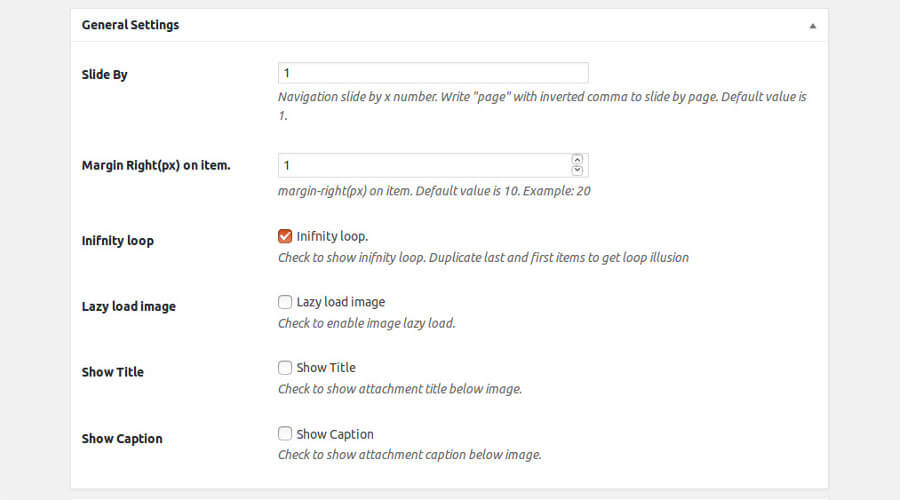 General Settings
Slide By
1
Navigation slide by x number. Write "page" with inverted comma to slide by page. Default value is
1.
Margin Right(px) on item.
1
margin-right(px) on item. Default value is 10. Example: 20
Inifnity loop
Inifnity loop.
Check to show inifnity loop. Duplicate last and first items to get loop illusion
Lazy load image
Lazy load image
Check to enable image lazy load.
Show Title
Show Title
Check to show attachment title below image.
Show Caption
Show Caption
Check to show attachment caption below image.